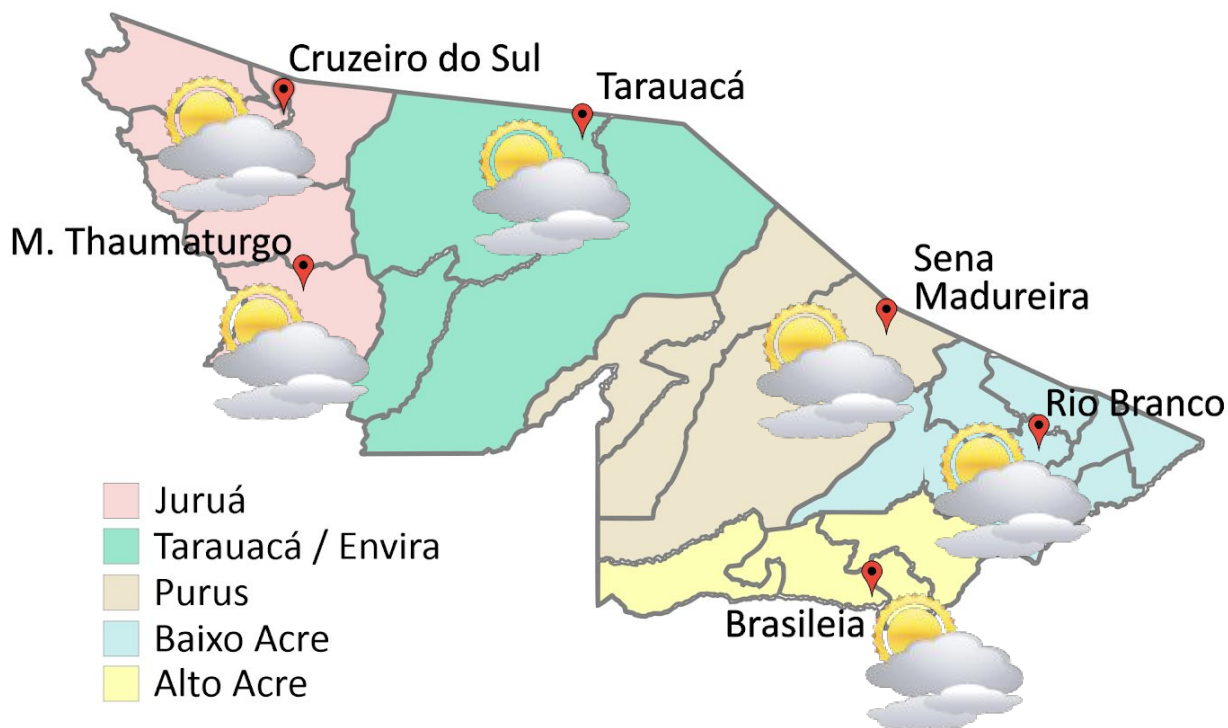 Cruzeiro do Sul
Tarauacá
M. Thaumaturgo
Sena
Madureira
Rio Branco
Brasileia
Juruá
Tarauacá / Envira
Purus
Baixo Acre
Alto Acre